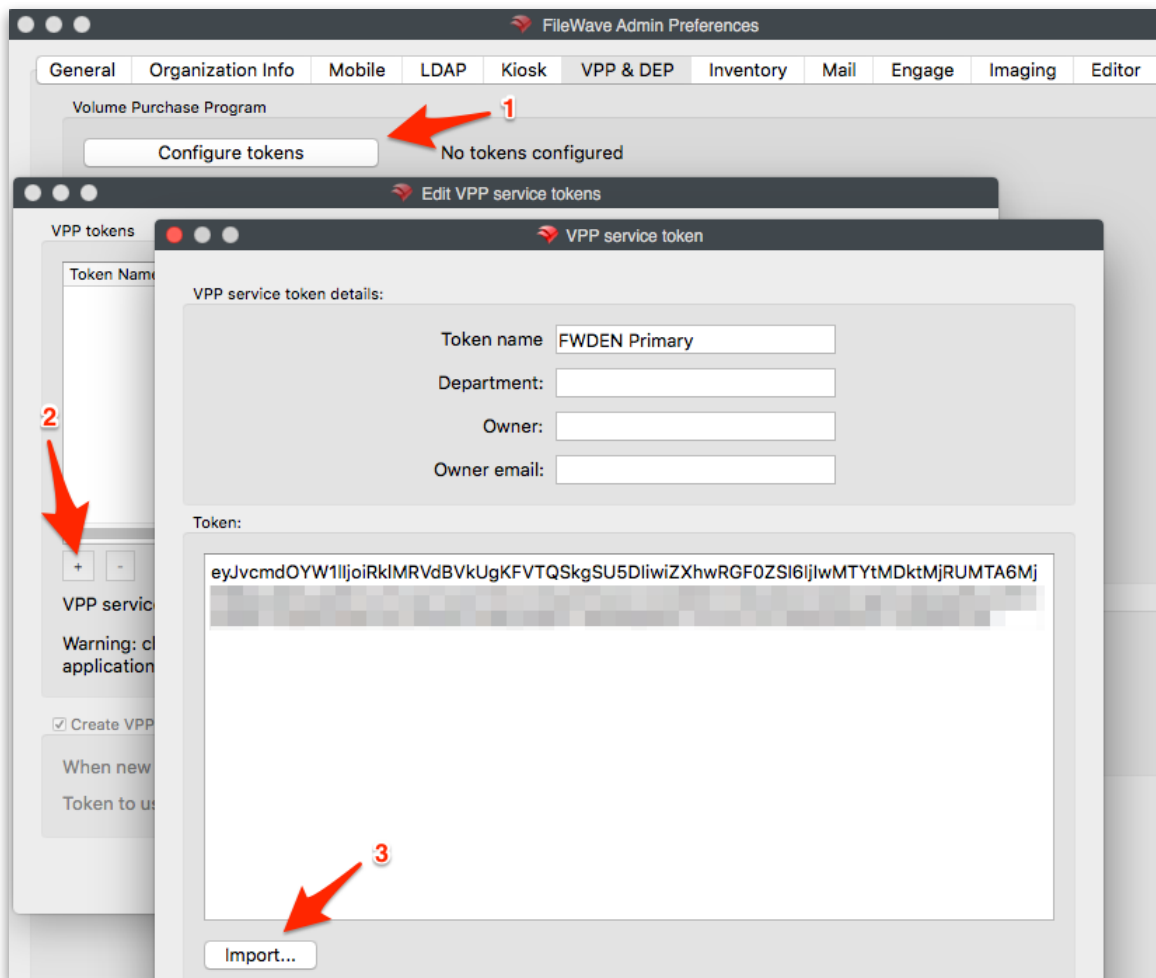 FileWave Admin Preferences
General Organization Info Mobile LDAP Kiosk VPP & DEP Inventory Mail Engage Imaging Editor
Volume Purchase Program
1
Configure tokens No tokens configured
Edit VPP service tokens
VPP tokens
VPP service token
Token Name
VPP service token details:
Token name FWDEN Primary
Department:
2
Owner:
Owner email:
Token:
+ -
eyJvcmdOYW1lIjoiRklMRVdBVkUgKFVTQSkgSU5DIiwiZXhwRGF0ZSI6IjIwMTYtMDktMjRUMTA6Mj
VPP servic
Warning: cl
application
Create VPP
When new
Token to us
3
Import...